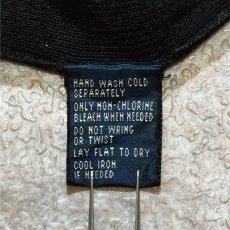 HAND WASH COLD
SEPARATELY
ONLY NON-CHLORINE
BLEACH WHEN NEEDED
DO NOT WRING
OR TWIST
LAY FLAT TO DRY
COOL IRON
IF NEEDED